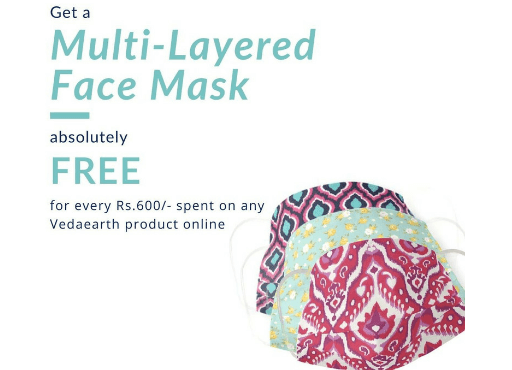 Get a
Multi-Layered
Face Mask
absolutely
FREE
for every Rs.600/- spent on any
Vedaearth product online